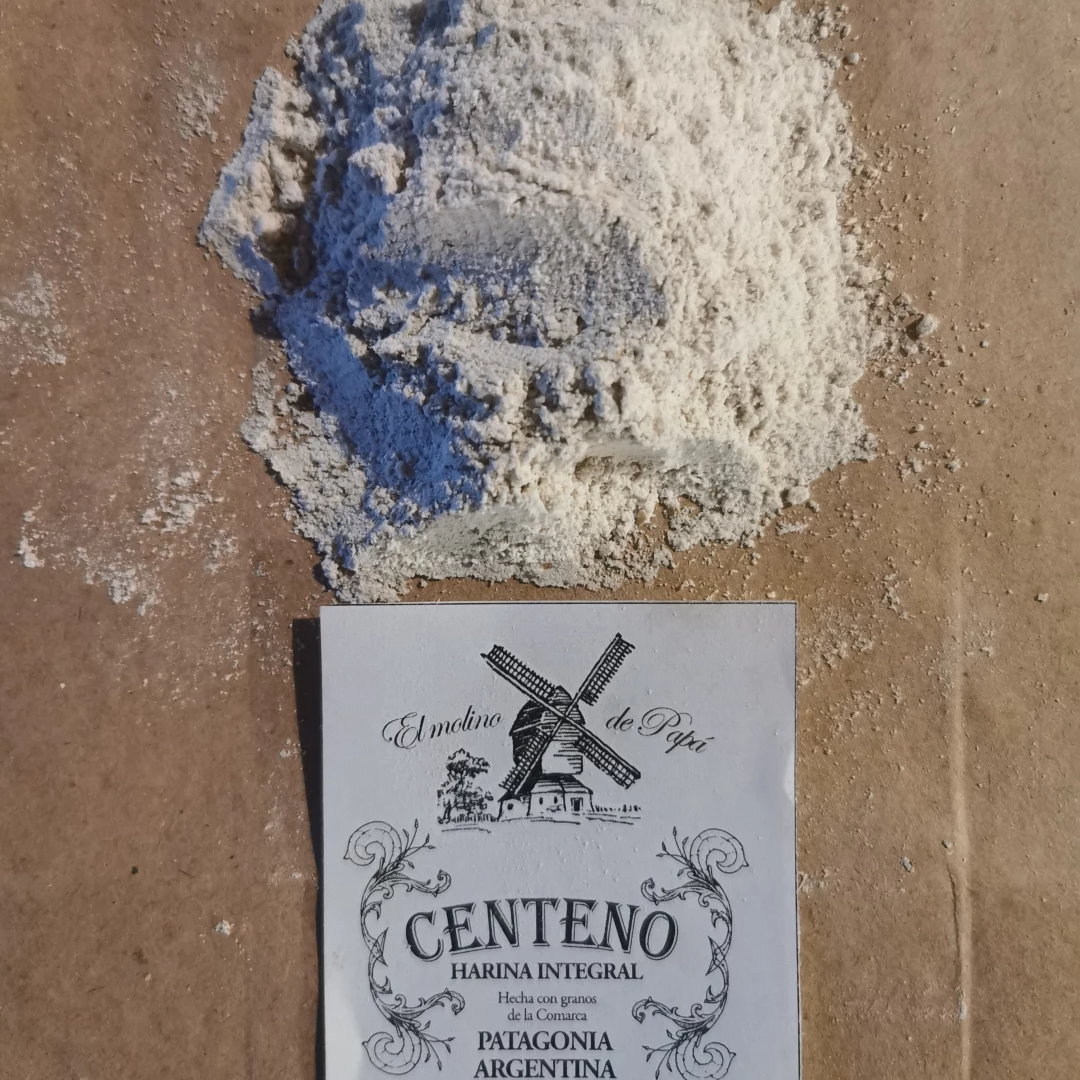 El molino de Papá
CENTENO
HARINA INTEGRAL
Hecha con granos
de la Comarca
PATAGONIA
ARGENTINA